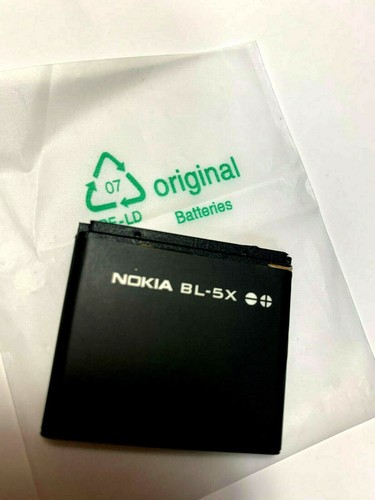 07
original
PE-LD
Batteries
NOKIA BL-5X